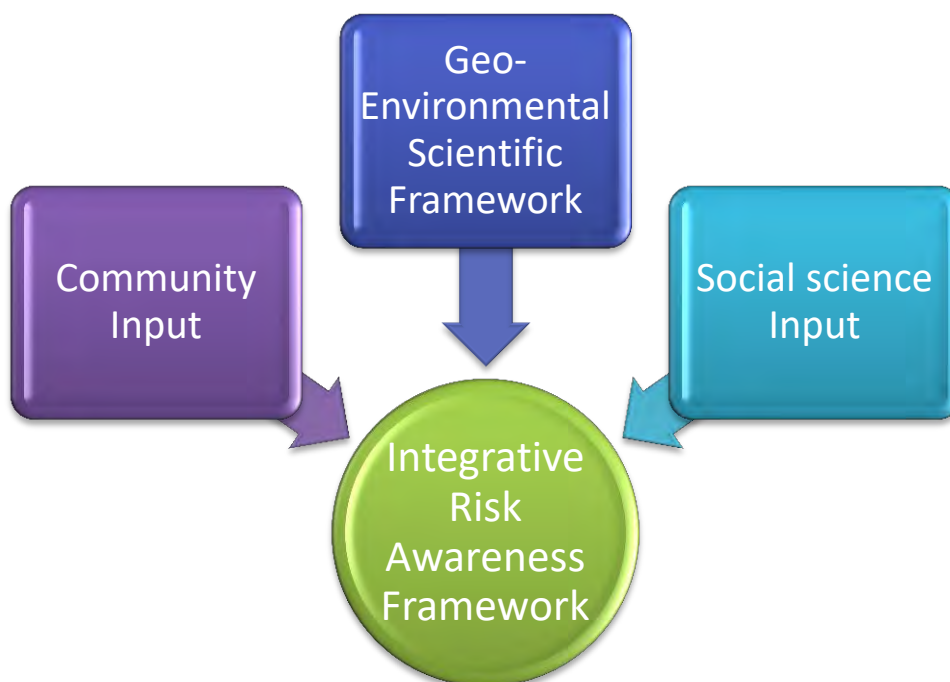 Geo-
Environmental
Scientific
Framework
Community
Input
Social science
Input
Integrative
Risk
Awareness
Framework